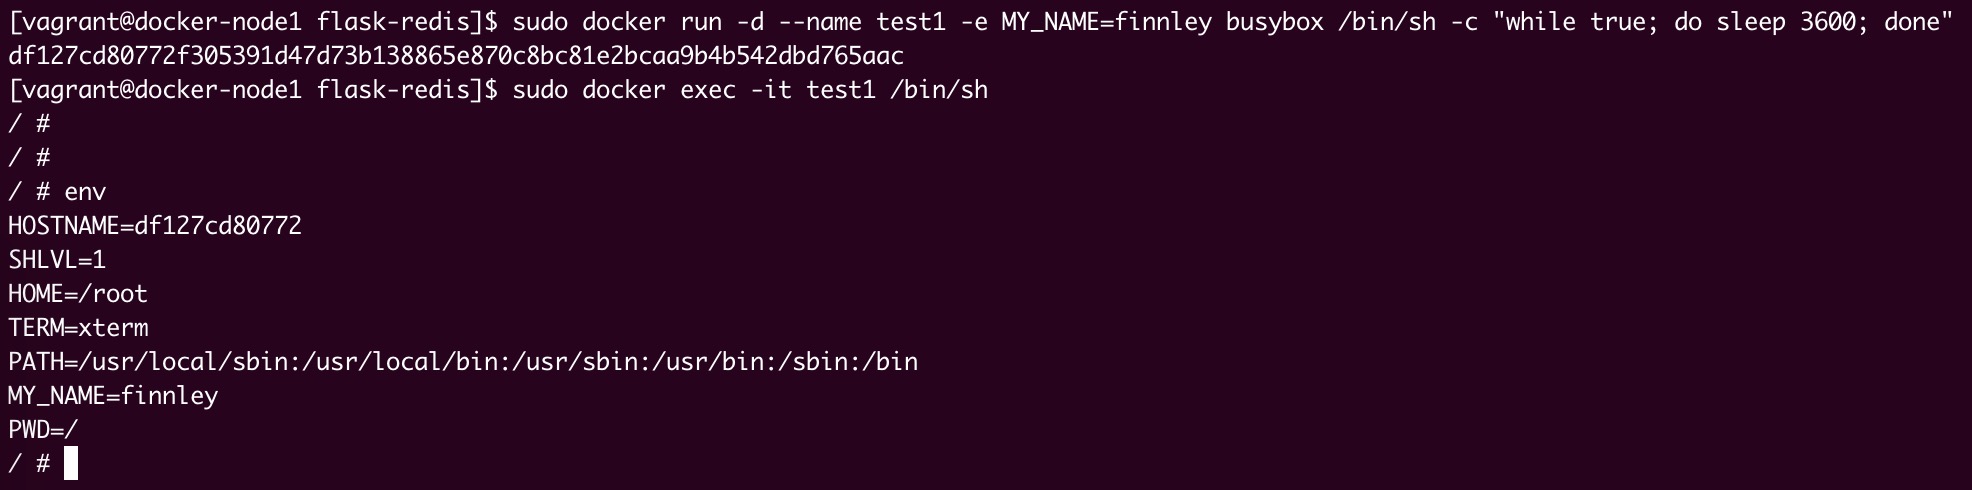 [vagrant@docker-node1 flask-redis]$ sudo docker run -d --name test1 -e MY_NAME=finnley busybox /bin/sh -c "while true; do sleep 3600; done"
df127cd80772f305391d47d73b138865e870c8bc81e2bcaa9b4b542dbd765aac
[vagrant@docker-node1 flask-redis]$ sudo docker exec -it test1 /bin/sh
/ #
/ #
/ # env
HOSTNAME=df127cd80772
SHLVL=1
HOME=/root
TERM=xterm
PATH=/usr/local/sbin:/usr/local/bin:/usr/sbin:/usr/bin:/sbin:/bin
MY_NAME=finnley
PWD=/
/ #